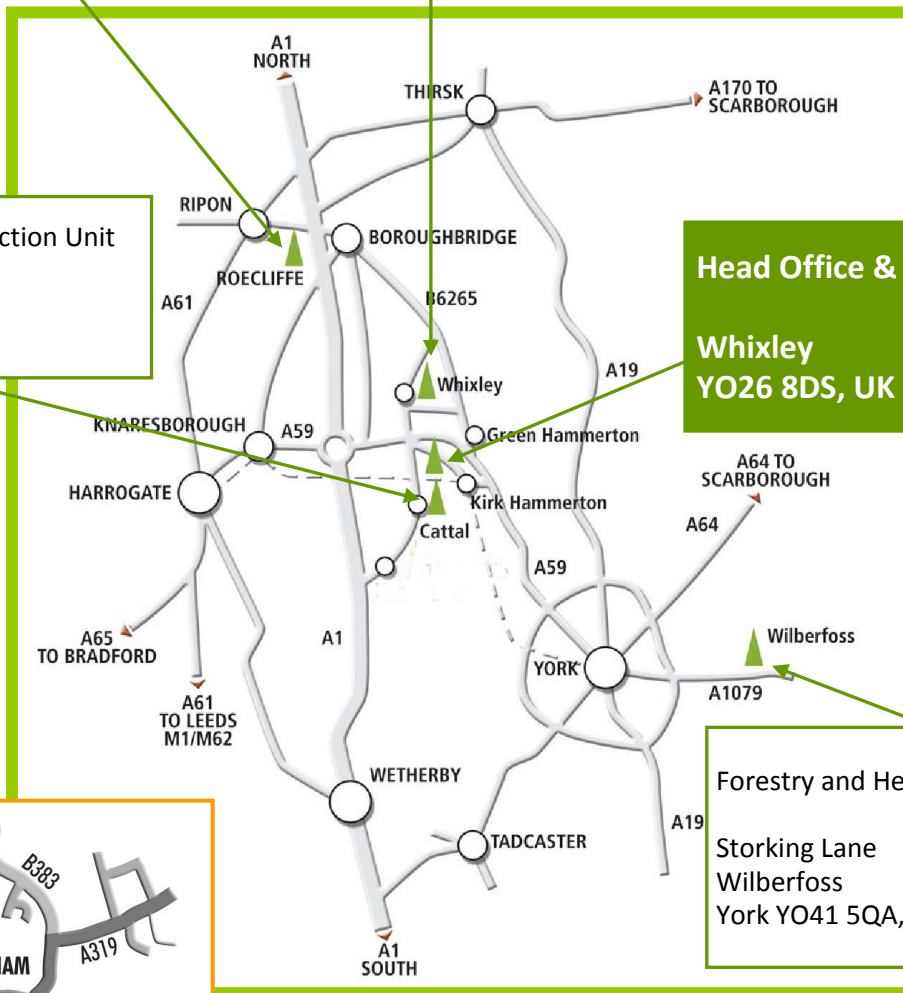 A1
NORTH
THIRSK
A170 TO
SCARBOROUGH
RIPON
ction Unit
BOROUGHBRIDGE
ROECLIFFE
Head Office &
A61
B6265
Whixley
YO26 8DS, UK
A19
Whixley
KNARESBOROUGH
A59
Green Hammerton
A64 TO
SCARBOROUGH
HARROGATE
Kirk Hammerton
Cattal
A64
A59
A65
TO BRADFORD
A1
Wilberfoss
YORK
A1079
A61
TO LEEDS
M1/M62
WETHERBY
Forestry and He
A19
Storking Lane
Wilberfoss
York YO41 5QA,
TADCASTER
B383
A319
HAM
A1
SOUTH